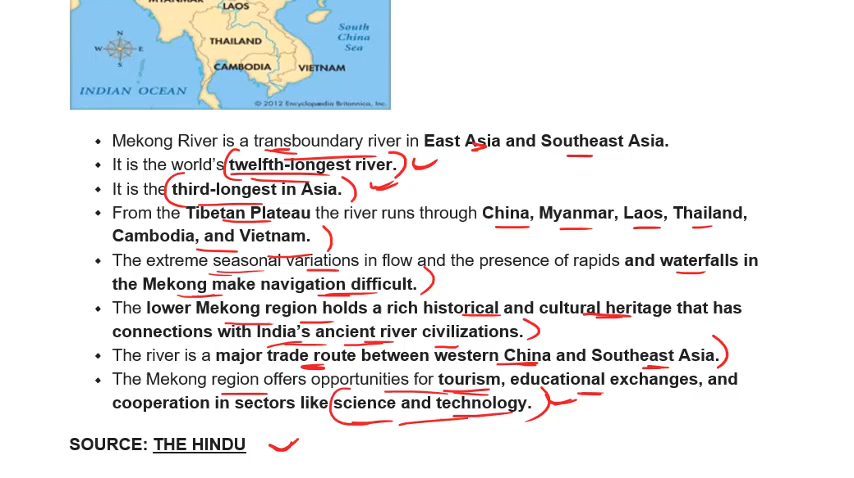 MYANMAR
LAOS
South
China
Sea
N
W
E
THAILAND
CAMBODIA
VIETNAM
INDIAN OCEAN
© 2012 Encyclopædia Britannica, Inc.
• Mekong River is a transboundary river in East Asia and Southeast Asia.
• It is the world's twelfth-longest river.
• It is the third-longest in Asia.
• From the Tibetan Plateau the river runs through China, Myanmar, Laos, Thailand,
Cambodia, and Vietnam.
• The extreme seasonal variations in flow and the presence of rapids and waterfalls in
the Mekong make navigation difficult.
• The lower Mekong region holds a rich historical and cultural heritage that has
connections with India's ancient river civilizations.
• The river is a major trade route between western China and Southeast Asia.
• The Mekong region offers opportunities for tourism, educational exchanges, and
cooperation in sectors like science and technology.
SOURCE: THE HINDU